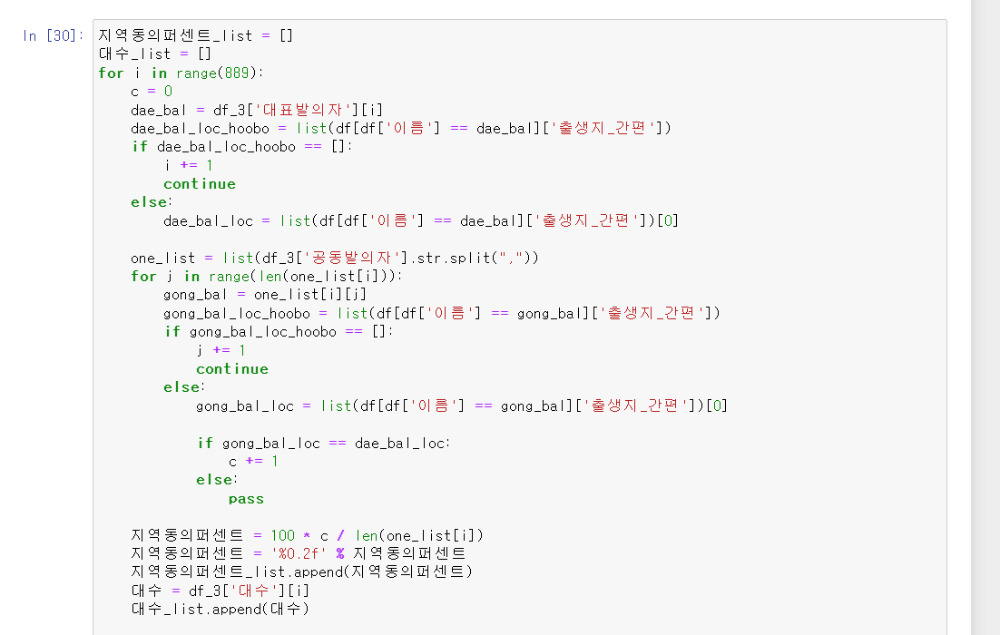 In [30]:
지역동의퍼센트_list = []
대수_list = []
for i in range(889):
    c = 0
    dae_bal = df_3['대표발의자'][i]
    dae_bal_loc_hoobo = list(df[df['이름'] == dae_bal]['출생지_간편'])
    if dae_bal_loc_hoobo == []:
        i += 1
        continue
    else:
        dae_bal_loc = list(df[df['이름'] == dae_bal]['출생지_간편'])[0]

    one_list = list(df_3['공동발의자'].str.split(","))
    for j in range(len(one_list[i])):
        gong_bal = one_list[i][j]
        gong_bal_loc_hoobo = list(df[df['이름'] == gong_bal]['출생지_간편'])
        if gong_bal_loc_hoobo == []:
            j += 1
            continue
        else:
            gong_bal_loc = list(df[df['이름'] == gong_bal]['출생지_간편'])[0]

            if gong_bal_loc == dae_bal_loc:
                c += 1
            else:
                pass

    지역동의퍼센트 = 100 * c / len(one_list[i])
    지역동의퍼센트 = '%0.2f' % 지역동의퍼센트
    지역동의퍼센트_list.append(지역동의퍼센트)
    대수 = df_3['대수'][i]
    대수_list.append(대수)